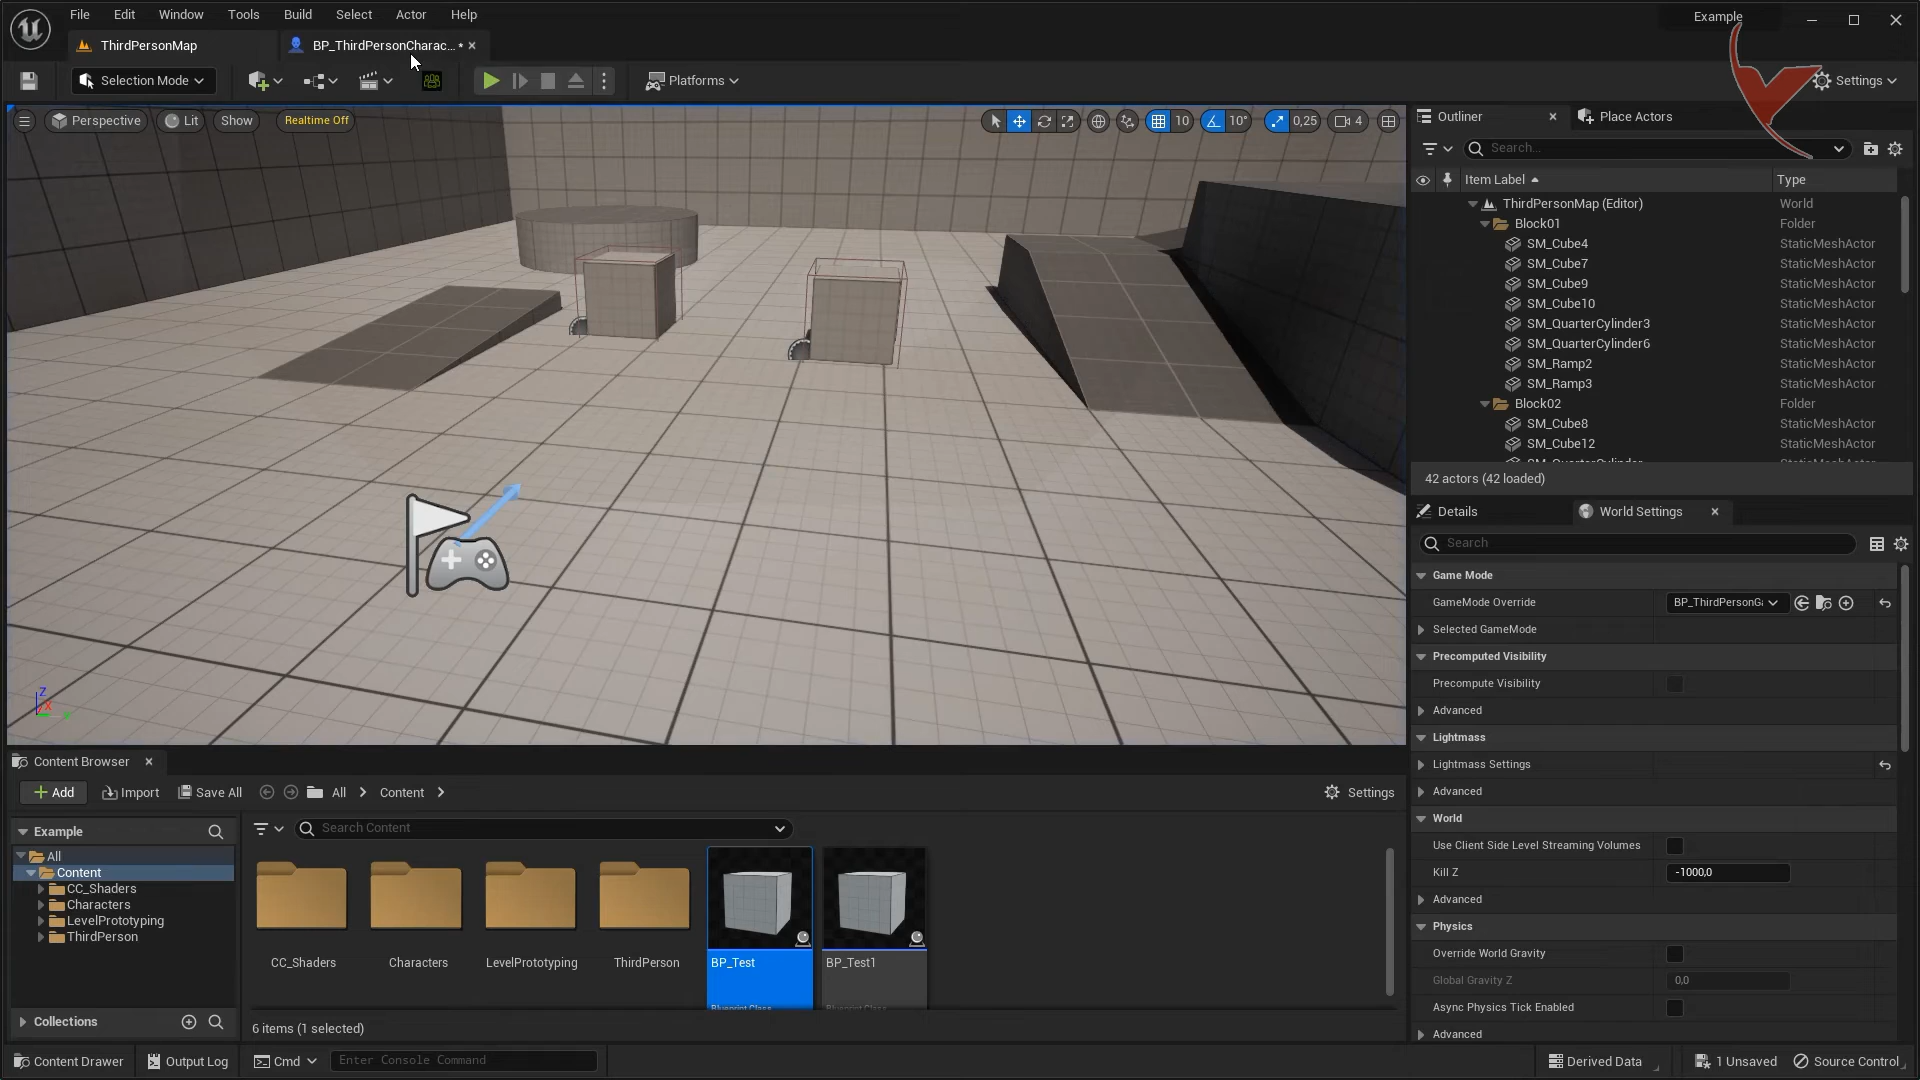 File Edit Window Tools Build Select Actor Help
Example
ThirdPersonMap
BP_ThirdPersonCharac... *
Selection Mode
Platforms
Settings
Perspective
Lit
Show
Realtime Off
10
10°
0,25
4
Outliner
Place Actors
Search...
Item Label
Type
ThirdPersonMap (Editor) World
Block01 Folder
SM_Cube4 StaticMeshActor
SM_Cube7 StaticMeshActor
SM_Cube9 StaticMeshActor
SM_Cube10 StaticMeshActor
SM_QuarterCylinder3 StaticMeshActor
SM_QuarterCylinder6 StaticMeshActor
SM_Ramp2 StaticMeshActor
SM_Ramp3 StaticMeshActor
Block02 Folder
SM_Cube8 StaticMeshActor
SM_Cube12 StaticMeshActor
42 actors (42 loaded)
Details
World Settings
Search
Game Mode
GameMode Override BP_ThirdPersonG
Selected GameMode
Precomputed Visibility
Precompute Visibility
Advanced
Lightmass
Lightmass Settings
Advanced
World
Use Client Side Level Streaming Volumes
Kill Z -1000,0
Advanced
Physics
Override World Gravity
Global Gravity Z 0,0
Async Physics Tick Enabled
Advanced
Z
X
Content Browser
Add
Import
Save All
All
Content
Settings
Example
Search Content
All
Content
CC_Shaders
Characters
LevelPrototyping
ThirdPerson
Collections
CC_Shaders
Characters
LevelPrototyping
ThirdPerson
BP_Test
Blueprint Class
BP_Test1
Blueprint Class
6 items (1 selected)
Content Drawer
Output Log
Cmd
Enter Console Command
Derived Data
1 Unsaved
Source Control